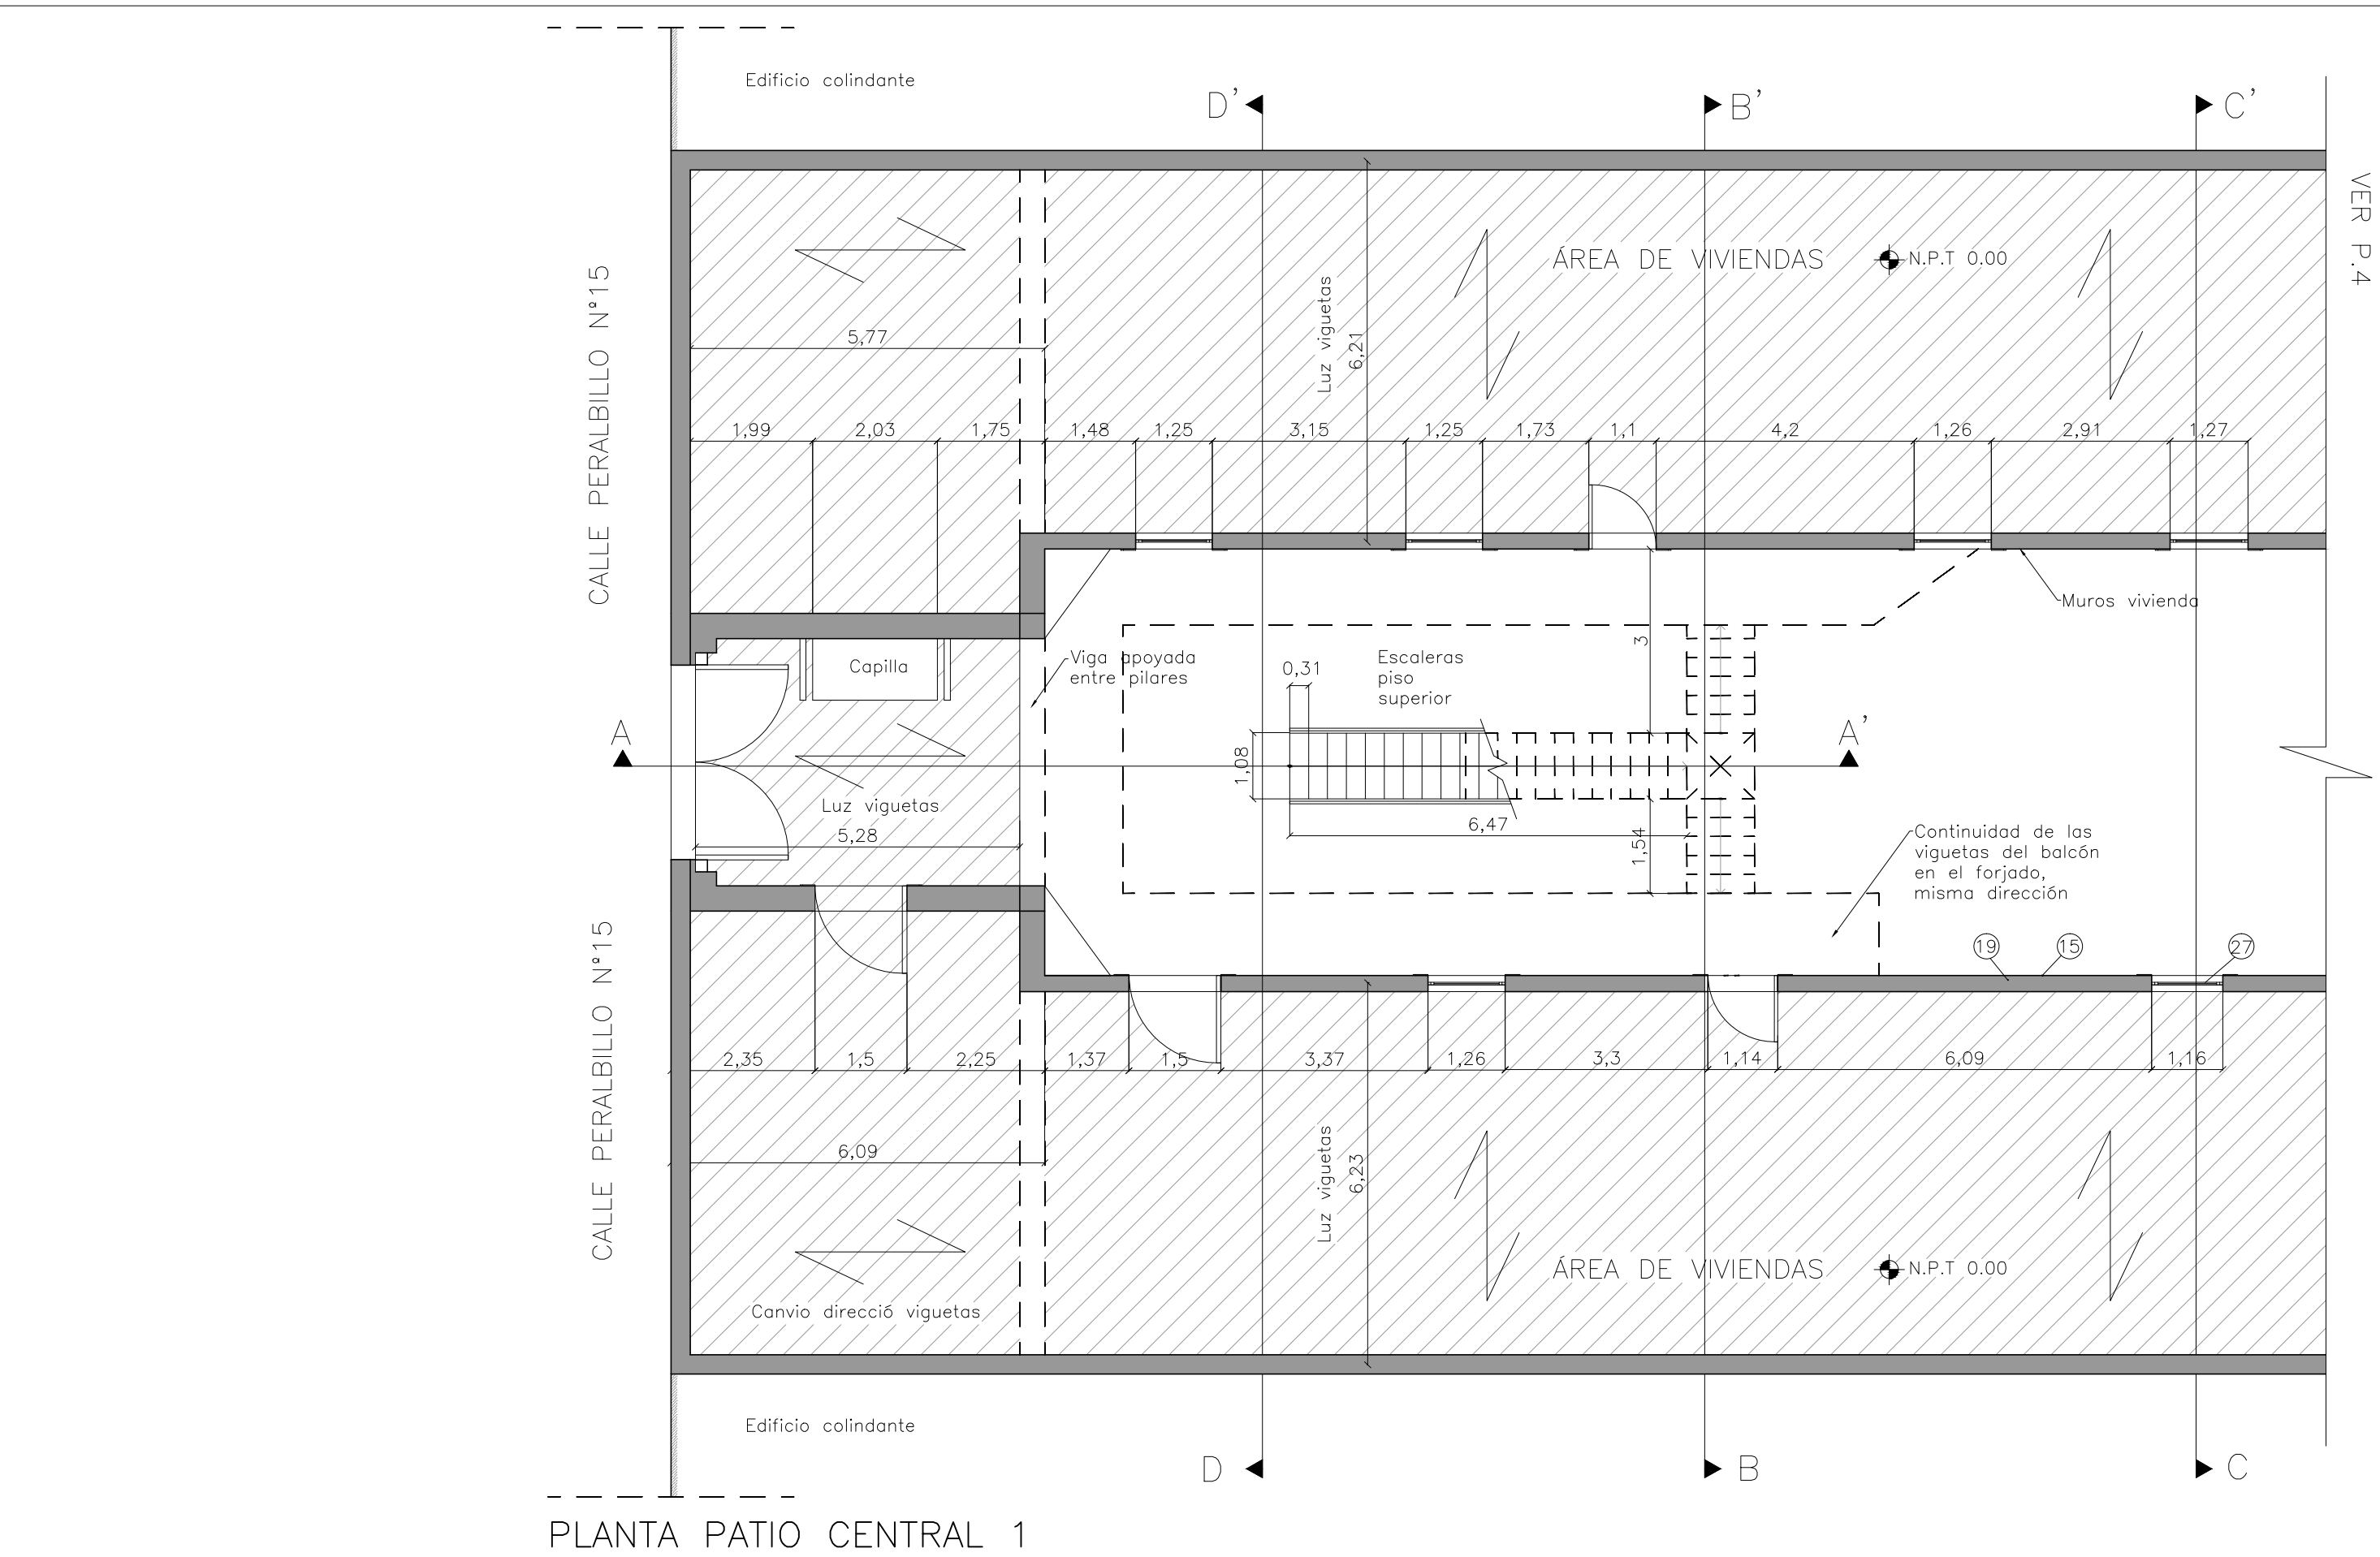 Edificio colindante
D'
B'
C'
VER P.4
CALLE PERALBILLO Nº15
ÁREA DE VIVIENDAS
N.P.T 0.00
Luz viguetas
6,21
5,77
1,99
2,03
1,75
1,48
1,25
3,15
1,25
1,73
1,1
4,2
1,26
2,91
1,27
Muros vivienda
Capilla
Viga apoyada
entre pilares
0,31
Escaleras
piso
superior
3
A
A'
1,08
Luz viguetas
5,28
6,47
1,54
Continuidad de las
viguetas del balcón
en el forjado,
misma dirección
19
15
27
CALLE PERALBILLO Nº15
2,35
1,5
2,25
1,37
1,5
3,37
1,26
3,3
1,14
6,09
1,16
6,09
Luz viguetas
6,23
ÁREA DE VIVIENDAS
N.P.T 0.00
Canvio direcció viguetas
Edificio colindante
D
B
C
PLANTA PATIO CENTRAL 1